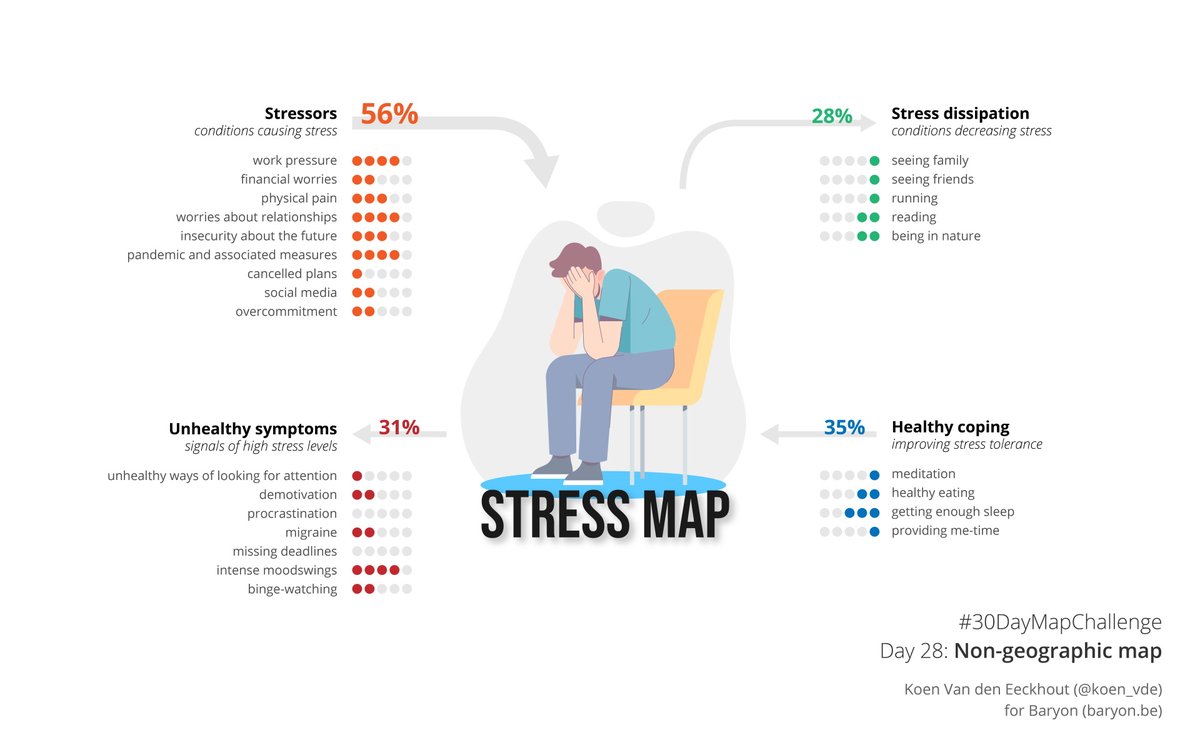 Stressors
conditions causing stress
56%
work pressure
financial worries
physical pain
worries about relationships
insecurity about the future
pandemic and associated measures
cancelled plans
social media
overcommitment
28%
Stress dissipation
conditions decreasing stress
seeing family
seeing friends
running
reading
being in nature
Unhealthy symptoms
signals of high stress levels
31%
unhealthy ways of looking for attention
demotivation
procrastination
migraine
missing deadlines
intense moodswings
binge-watching
35%
Healthy coping
improving stress tolerance
meditation
healthy eating
getting enough sleep
providing me-time
STRESS MAP
#30DayMapChallenge
Day 28: Non-geographic map
Koen Van den Eeckhout (@koen_vde)
for Baryon (baryon.be)